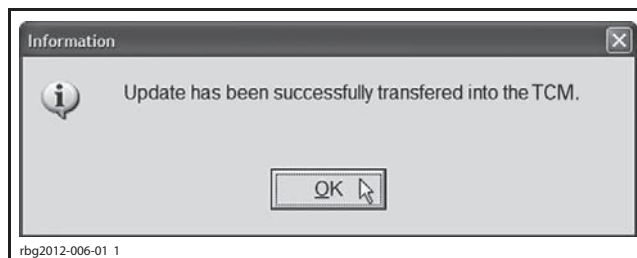 Information
Update has been successfully transfered into the TCM.
OK
rbg2012-006-01 1